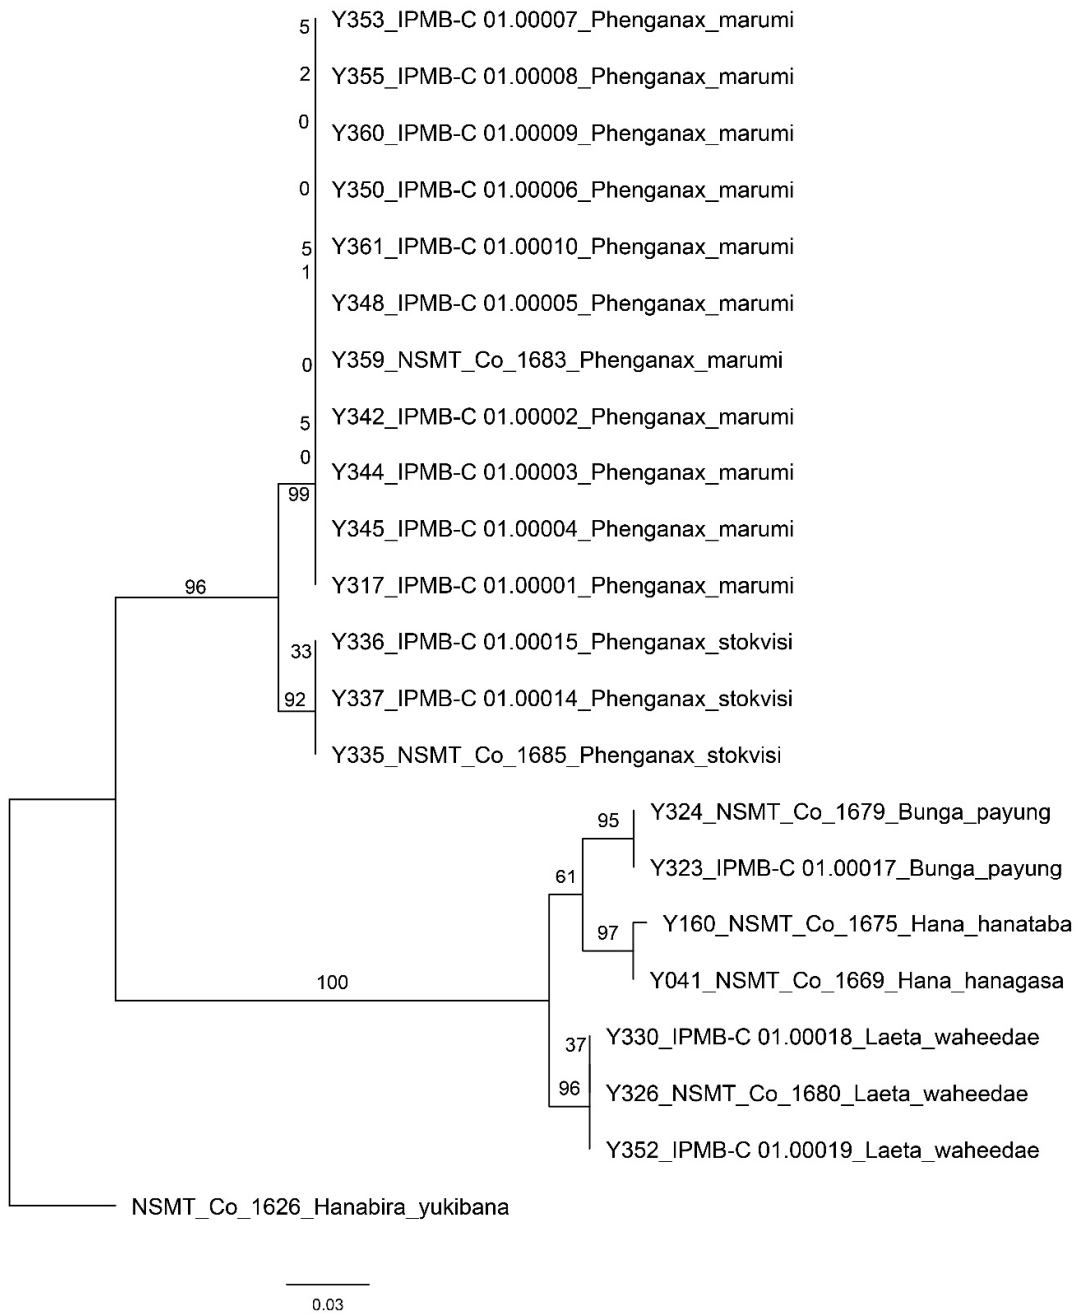 5
Y353_IPMB-C 01.00007_Phenganax_marumi
2
Y355_IPMB-C 01.00008_Phenganax_marumi
0
Y360_IPMB-C 01.00009_Phenganax_marumi
0
Y350_IPMB-C 01.00006_Phenganax_marumi
5
Y361_IPMB-C 01.00010_Phenganax_marumi
1
Y348_IPMB-C 01.00005_Phenganax_marumi
0
Y359_NSMT_Co_1683_Phenganax_marumi
5
Y342_IPMB-C 01.00002_Phenganax_marumi
0
Y344_IPMB-C 01.00003_Phenganax_marumi
99
Y345_IPMB-C 01.00004_Phenganax_marumi
96
Y317_IPMB-C 01.00001_Phenganax_marumi
33
Y336_IPMB-C 01.00015_Phenganax_stokvisi
92
Y337_IPMB-C 01.00014_Phenganax_stokvisi
Y335_NSMT_Co_1685_Phenganax_stokvisi
95
Y324_NSMT_Co_1679_Bunga_payung
61
Y323_IPMB-C 01.00017_Bunga_payung
97
Y160_NSMT_Co_1675_Hana_hanataba
100
Y041_NSMT_Co_1669_Hana_hanagasa
37
Y330_IPMB-C 01.00018_Laeta_waheedae
96
Y326_NSMT_Co_1680_Laeta_waheedae
Y352_IPMB-C 01.00019_Laeta_waheedae
NSMT_Co_1626_Hanabira_yukibana
0.03